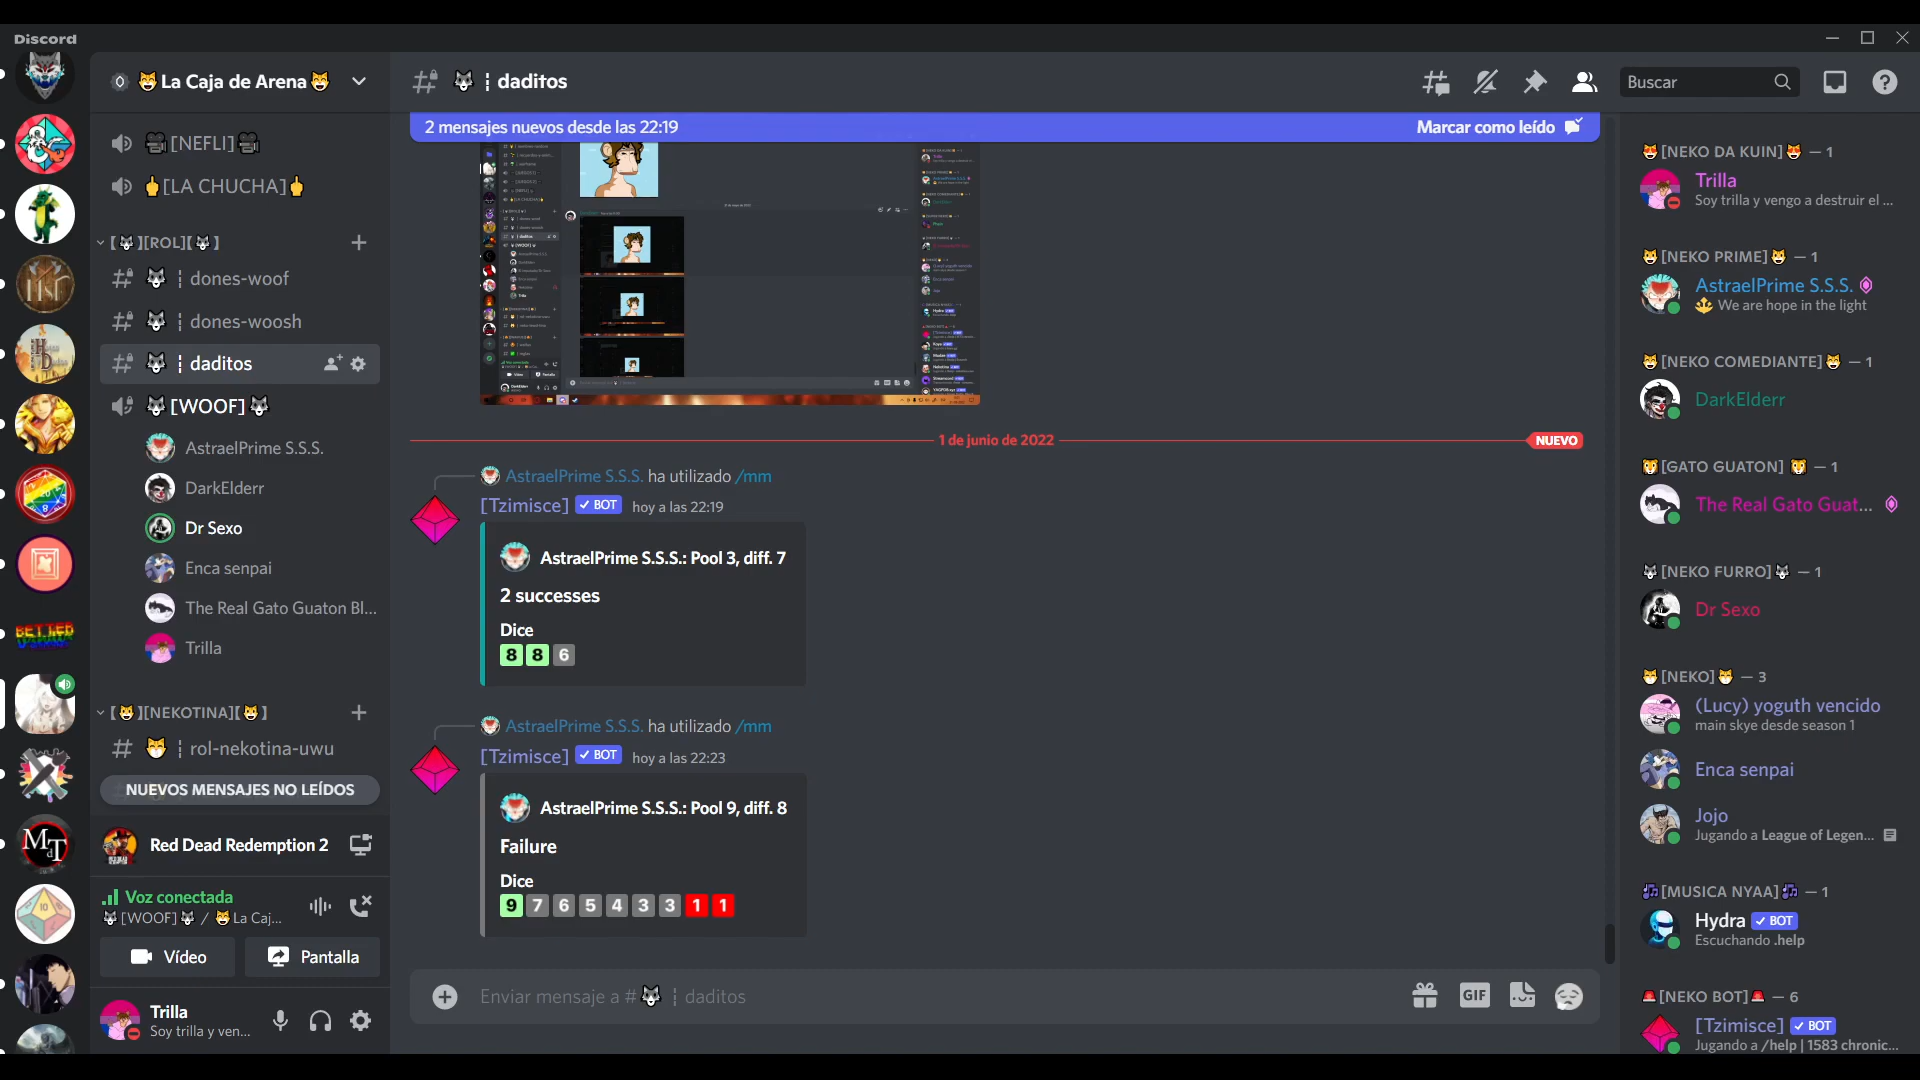 Discord
La Caja de Arena
[NEFLI]
[LA CHUCHA]
[ ][ROL][ ]
¦ dones-woof
¦ dones-woosh
¦ daditos
[WOOF]
AstraelPrime S.S.S.
DarkElderr
Dr Sexo
Enca senpai
The Real Gato Guaton Bl...
Trilla
[ ][NEKOTINA][ ]
¦ rol-nekotina-uwu
NUEVOS MENSAJES NO LEÍDOS
Red Dead Redemption 2
Voz conectada
[WOOF] / La Caj...
Vídeo
Pantalla
Trilla
Soy trilla y ven...
¦ daditos
Buscar
2 mensajes nuevos desde las 22:19
Marcar como leído
1 de junio de 2022
NUEVO
AstraelPrime S.S.S. ha utilizado /mm
[Tzimisce] BOT hoy a las 22:19
AstraelPrime S.S.S.: Pool 3, diff. 7
2 successes
Dice
8 8 6
AstraelPrime S.S.S. ha utilizado /mm
[Tzimisce] BOT hoy a las 22:23
AstraelPrime S.S.S.: Pool 9, diff. 8
Failure
Dice
9 7 6 5 4 3 3 1 1
Enviar mensaje a # ¦ daditos
GIF
[NEKO DA KUIN] — 1
Trilla
Soy trilla y vengo a destruir el ...
[NEKO PRIME] — 1
AstraelPrime S.S.S.
We are hope in the light
[NEKO COMEDIANTE] — 1
DarkElderr
[GATO GUATON] — 1
The Real Gato Guat...
[NEKO FURRO] — 1
Dr Sexo
[NEKO] — 3
(Lucy) yoguth vencido
main skye desde season 1
Enca senpai
Jojo
Jugando a League of Legen...
[MUSICA NYAA] — 1
Hydra BOT
Escuchando .help
[NEKO BOT] — 6
[Tzimisce] BOT
Jugando a /help | 1583 chronic...